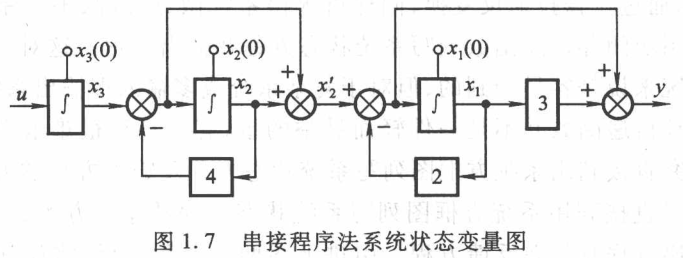 x₃(0) x₂(0) x₁(0)
u ∫ x₃ − ∫ x₂ + + x₂′ + − ∫ x₁ 3 + + y
4 2
图 1.7 串接程序法系统状态变量图